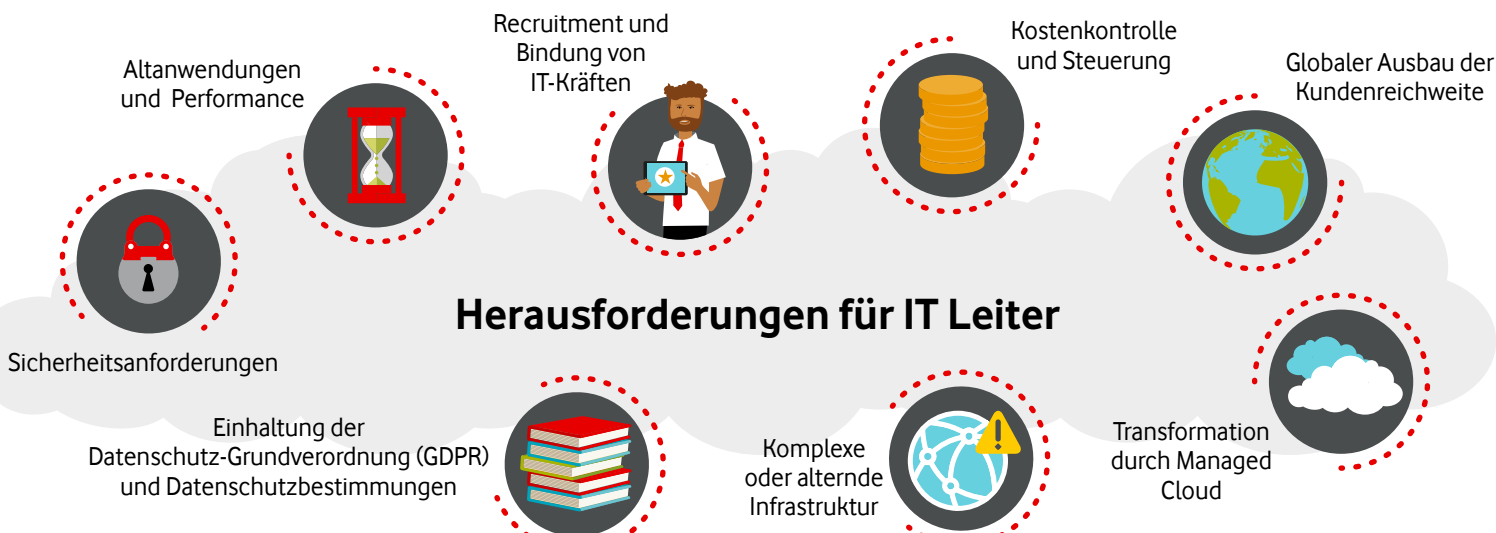 Recruitment und
Bindung von
IT-Kräften
Kostenkontrolle
und Steuerung
Altanwendungen
und Performance
Globaler Ausbau der
Kundenreichweite
Herausforderungen für IT Leiter
Sicherheitsanforderungen
Einhaltung der
Datenschutz-Grundverordnung (GDPR)
und Datenschutzbestimmungen
Komplexe
oder alternde
Infrastruktur
Transformation
durch Managed
Cloud